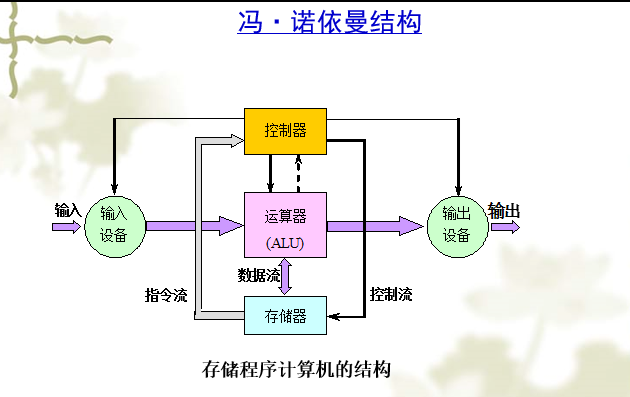 冯·诺依曼结构
控制器
输入
输入
设备
运算器
(ALU)
输出
设备
输出
数据流
指令流
控制流
存储器
存储程序计算机的结构